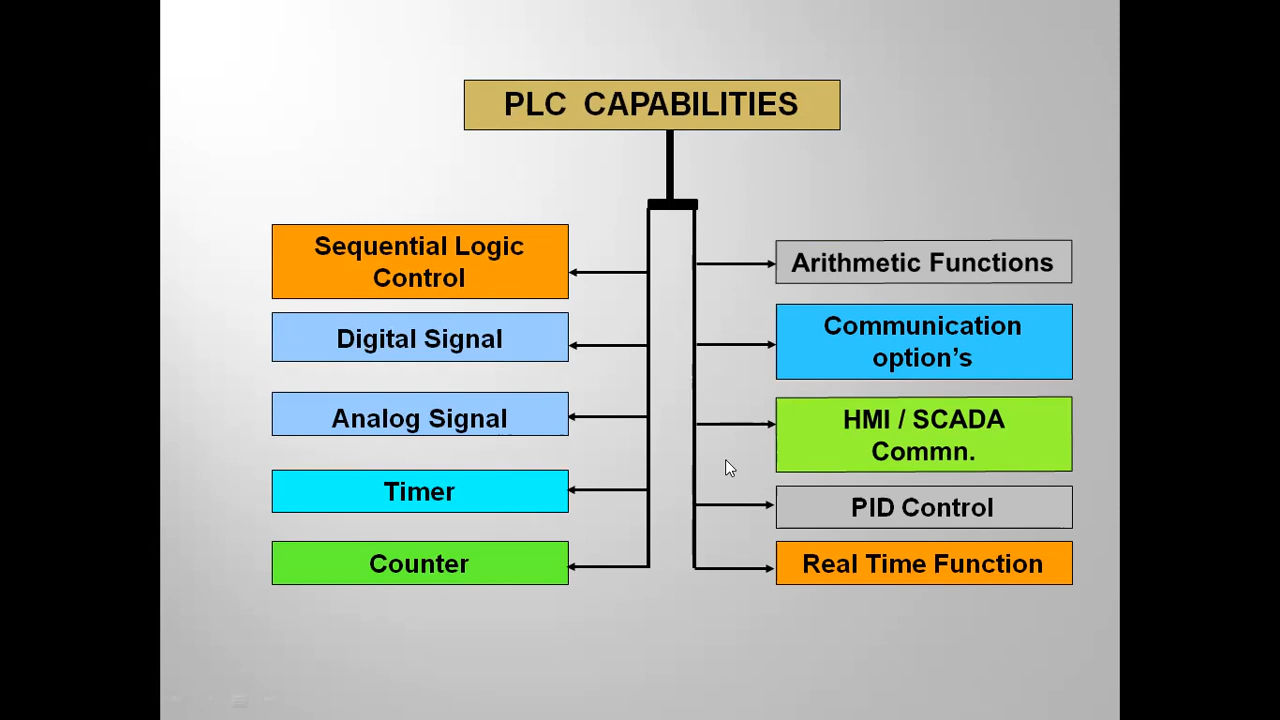 PLC CAPABILITIES
Sequential Logic
Control
Digital Signal
Analog Signal
Timer
Counter
Arithmetic Functions
Communication
option’s
HMI / SCADA
Commn.
PID Control
Real Time Function